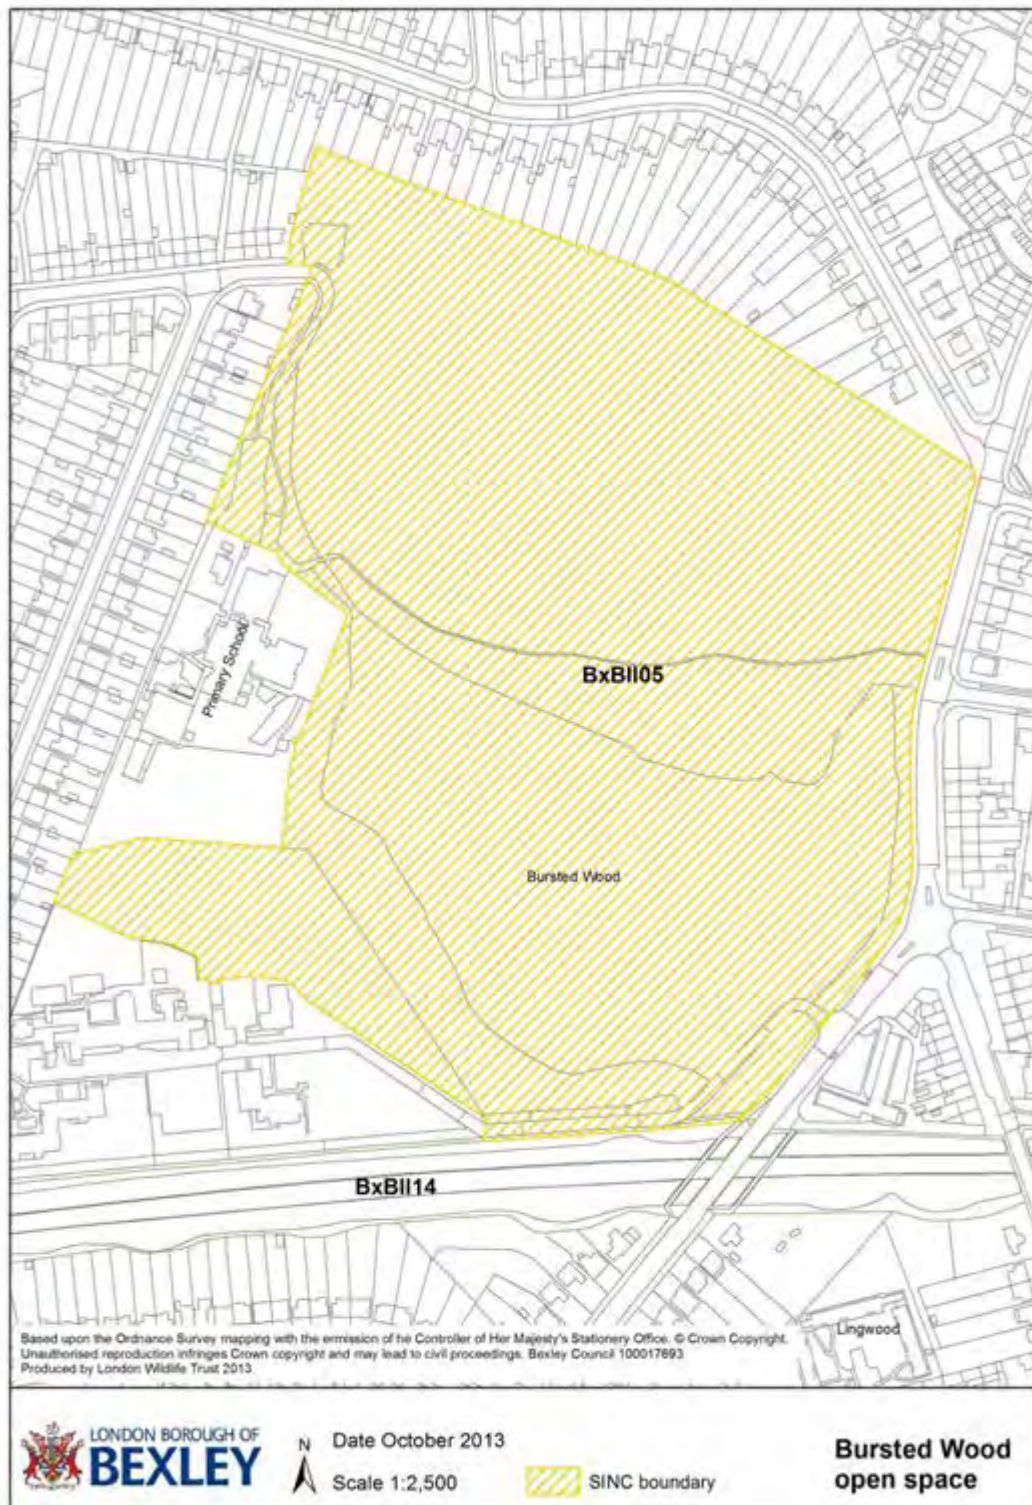 BxBII05
Primary School
Bursted Wood
BxBII14
Lingwood
Based upon the Ordnance Survey mapping with the ermission of he Controller of Her Majesty's Stationery Office. © Crown Copyright.
Unauthorised reproduction infringes Crown copyright and may lead to civil proceedings. Bexley Council 100017693
Produced by London Wildlife Trust 2013.
LONDON BOROUGH OF
BEXLEY
N
Date October 2013
Scale 1:2,500
SINC boundary
Bursted Wood
open space